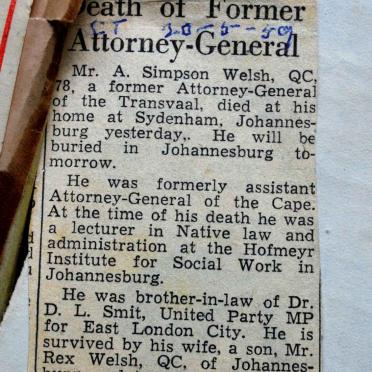 Death of Former
CT 30-5-59
Attorney-General
Mr. A. Simpson Welsh, QC,
78, a former Attorney-General
of the Transvaal, died at his
home at Sydenham, Johannes-
burg yesterday,. He will be
buried in Johannesburg to-
morrow.
He was formerly assistant
Attorney-General of the Cape.
At the time of his death he was
a lecturer in Native law and
administration at the Hofmeyr
Institute for Social Work in
Johannesburg.
He was brother-in-law of Dr.
D. L. Smit, United Party MP
for East London City. He is
survived by his wife, a son, Mr.
Rex Welsh, QC, of Johannes-